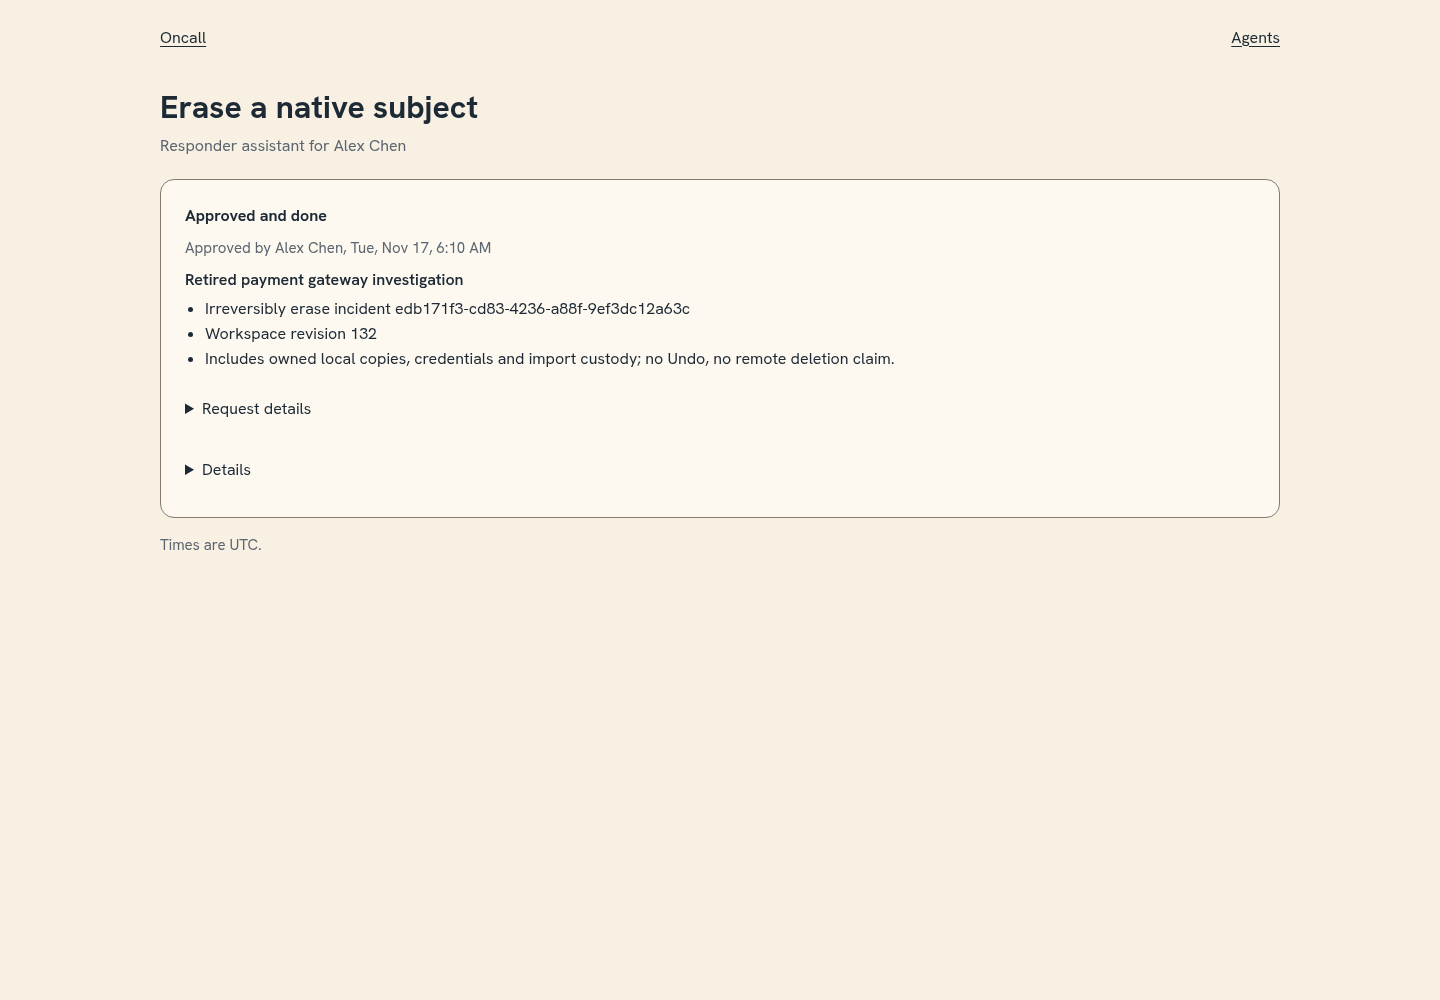 Oncall
Agents
Erase a native subject
Responder assistant for Alex Chen
Approved and done
Approved by Alex Chen, Tue, Nov 17, 6:10 AM
Retired payment gateway investigation
Irreversibly erase incident edb171f3-cd83-4236-a88f-9ef3dc12a63c
Workspace revision 132
Includes owned local copies, credentials and import custody; no Undo, no remote deletion claim.
Request details
Details
Times are UTC.